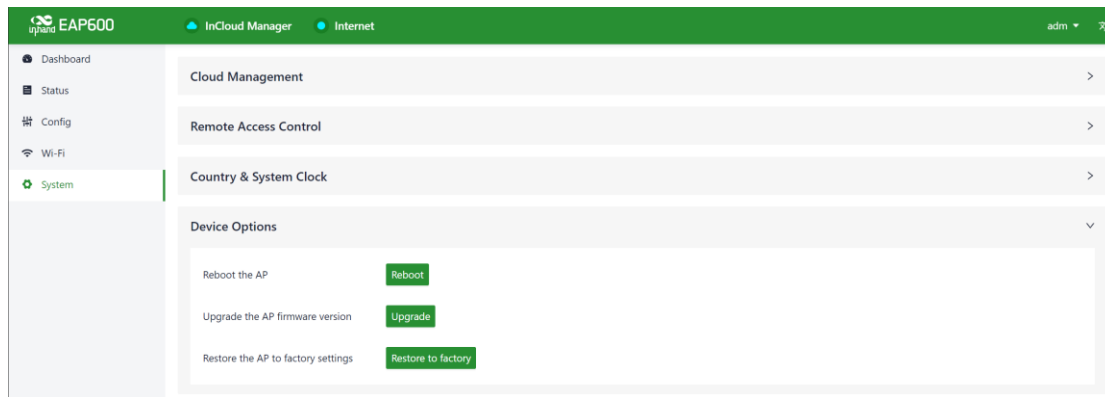 inhand EAP600
InCloud Manager
Internet
adm
Dashboard
Status
Config
Wi-Fi
System
Cloud Management
Remote Access Control
Country & System Clock
Device Options
Reboot the AP
Reboot
Upgrade the AP firmware version
Upgrade
Restore the AP to factory settings
Restore to factory